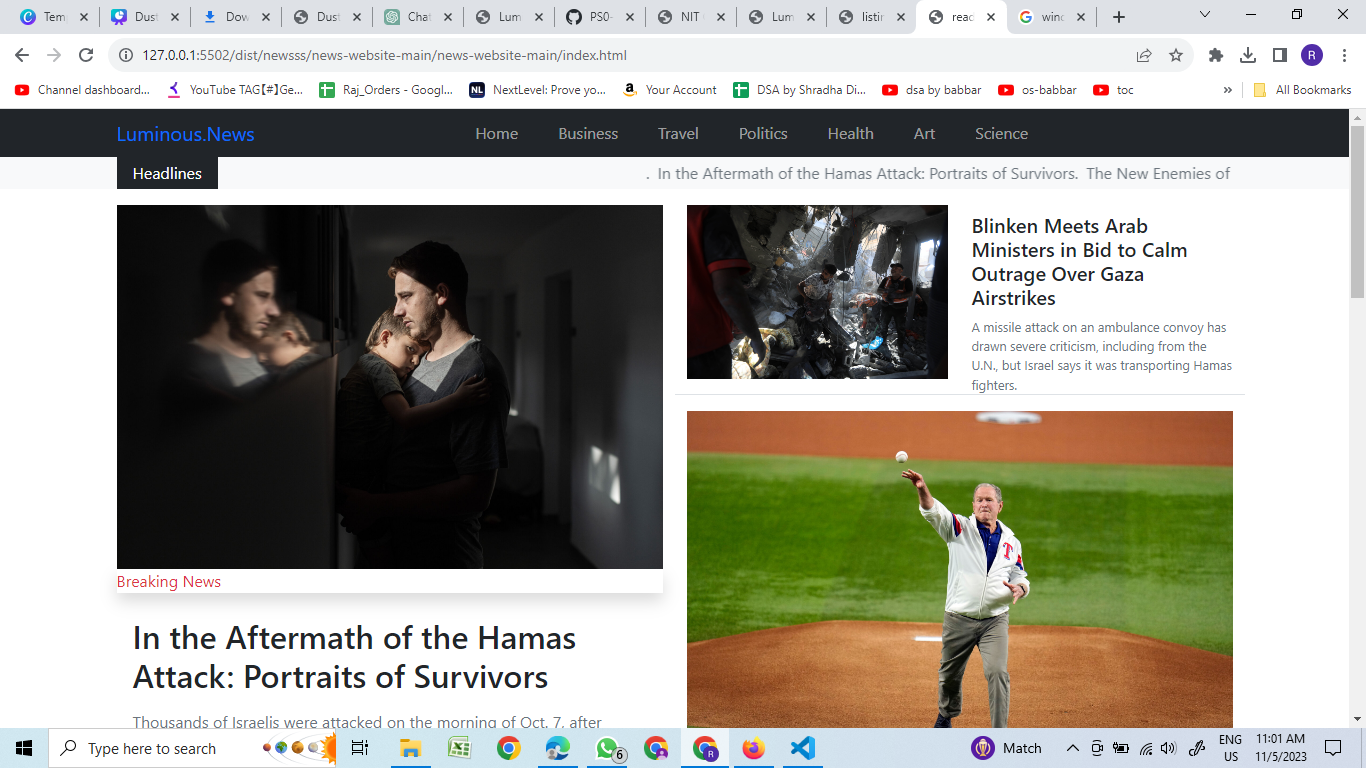 Tem
Dust
Dow
Dust
Chat
Lum
PS0-
NIT
Lum
listin
reac
winc
127.0.0.1:5502/dist/newsss/news-website-main/news-website-main/index.html
R
Channel dashboard...
YouTube TAG【#】Ge...
Raj_Orders - Googl...
NL
NextLevel: Prove yo...
Your Account
DSA by Shradha Di...
dsa by babbar
os-babbar
toc
»
All Bookmarks
Luminous.News
Home
Business
Travel
Politics
Health
Art
Science
Headlines
. In the Aftermath of the Hamas Attack: Portraits of Survivors. The New Enemies of
Blinken Meets Arab
Ministers in Bid to Calm
Outrage Over Gaza
Airstrikes
A missile attack on an ambulance convoy has
drawn severe criticism, including from the
U.N., but Israel says it was transporting Hamas
fighters.
T
Breaking News
In the Aftermath of the Hamas
Attack: Portraits of Survivors
Thousands of Israelis were attacked on the morning of Oct. 7, after
Type here to search
6
R
Match
ENG
US
11:01 AM
11/5/2023